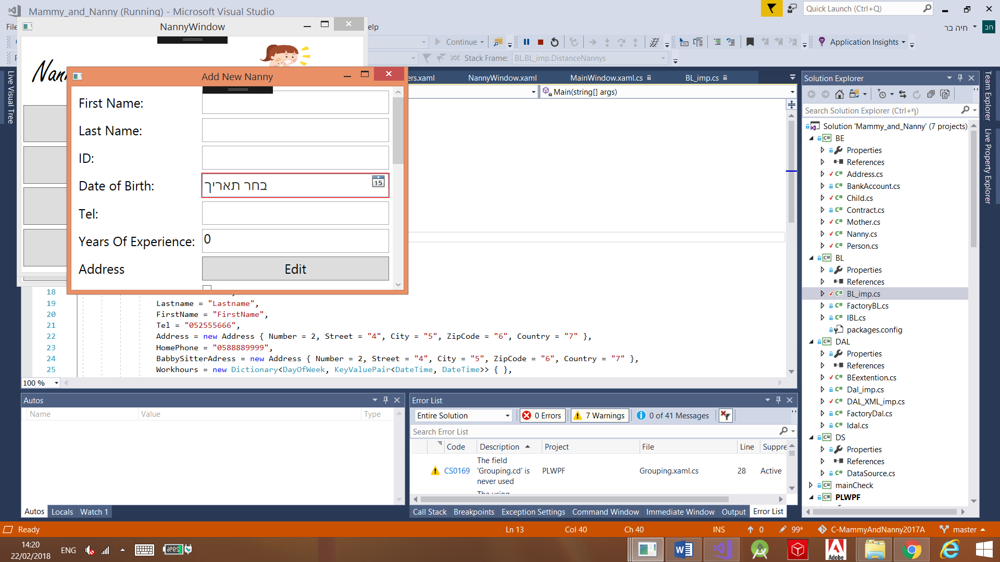 Mammy_and_Nanny (Running) - Microsoft Visual Studio
Quick Launch (Ctrl+Q)
NannyWindow
חיה בר
חב
Continue
Application Insights
Stack Frame:
BL.BL_imp.DistanceNannys
Add New Nanny
First Name:
Last Name:
ID:
Date of Birth:
בחר תאריך
15
Tel:
Years Of Experience:
0
Address
Edit
Live Visual Tree
NannyWindow.xaml
MainWindow.xaml.cs
BL_imp.cs
Main(string[] args)
18
19 Lastname = "Lastname",
20 FirstName = "FirstName",
21 Tel = "052555666",
22 Address = new Address { Number = 2, Street = "4", City = "5", ZipCode = "6", Country = "7" },
23 HomePhone = "0588889999",
24 BabbySitterAdress = new Address { Number = 2, Street = "4", City = "5", ZipCode = "6", Country = "7" },
25 Workhours = new Dictionary<DayOfWeek, KeyValuePair<DateTime, DateTime>> { },
100 %
Autos
Name Value Type
Autos Locals Watch 1
Error List
Entire Solution
0 Errors
7 Warnings
0 of 41 Messages
Search Error List
Code Description Project File Line Suppre
CS0169
The field
'Grouping.cd' is
never used
PLWPF
Grouping.xaml.cs
28
Active
Call Stack Breakpoints Exception Settings Command Window Immediate Window Output Error List
Solution Explorer
Search Solution Explorer (Ctrl+ף)
Solution 'Mammy_and_Nanny' (7 projects)
BE
Properties
References
Address.cs
BankAccount.cs
Child.cs
Contract.cs
Mother.cs
Nanny.cs
Person.cs
BL
Properties
References
BL_imp.cs
FactoryBL.cs
IBL.cs
packages.config
DAL
Properties
References
BEextention.cs
Dal_imp.cs
DAL_XML_imp.cs
FactoryDal.cs
Idal.cs
DS
Properties
References
DataSource.cs
mainCheck
PLWPF
Team Explorer
Live Property Explorer
Ready
Ln 13
Col 40
Ch 40
INS
0
99*
C-MammyAndNanny2017A
master
14:20
22/02/2018
ENG
29%
Adobe